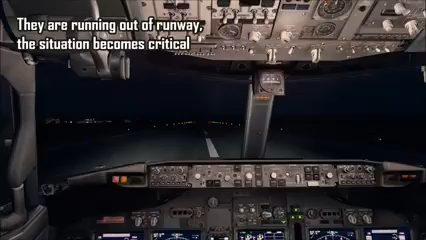 They are running out of runway,
the situation becomes critical